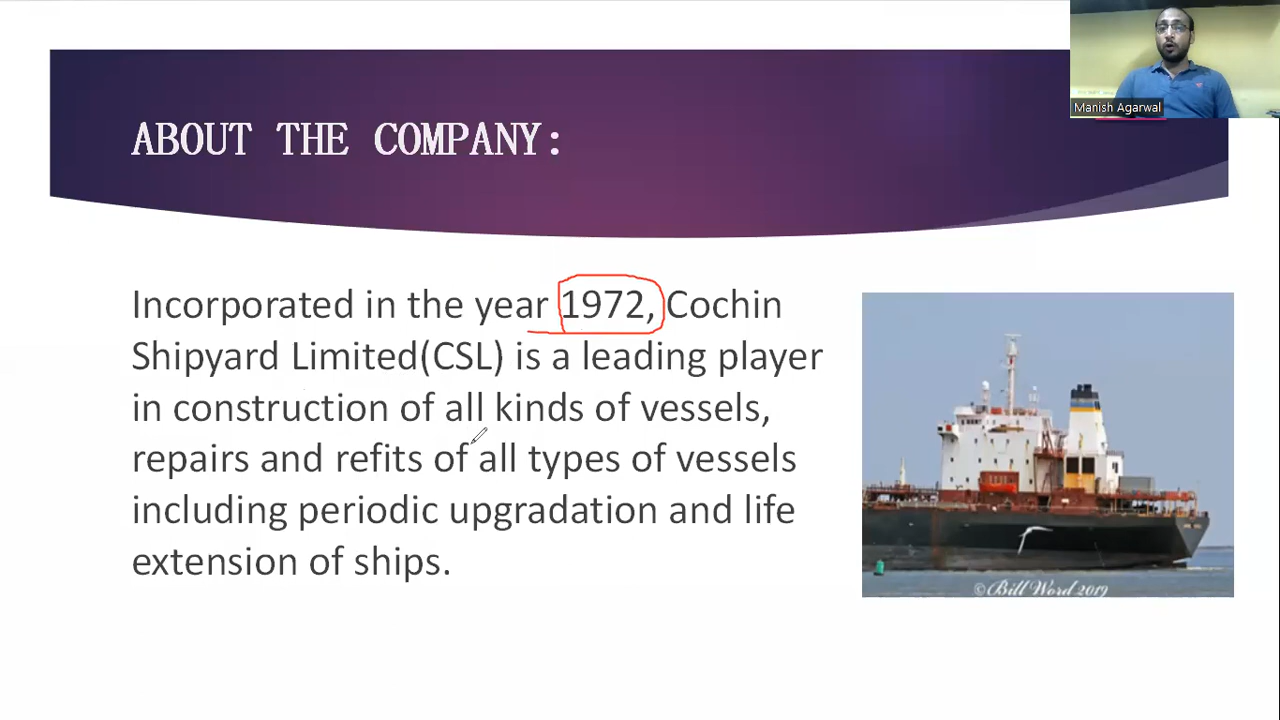 Manish Agarwal
ABOUT THE COMPANY:
Incorporated in the year 1972, Cochin
Shipyard Limited(CSL) is a leading player
in construction of all kinds of vessels,
repairs and refits of all types of vessels
including periodic upgradation and life
extension of ships.
©Bill Word 2019